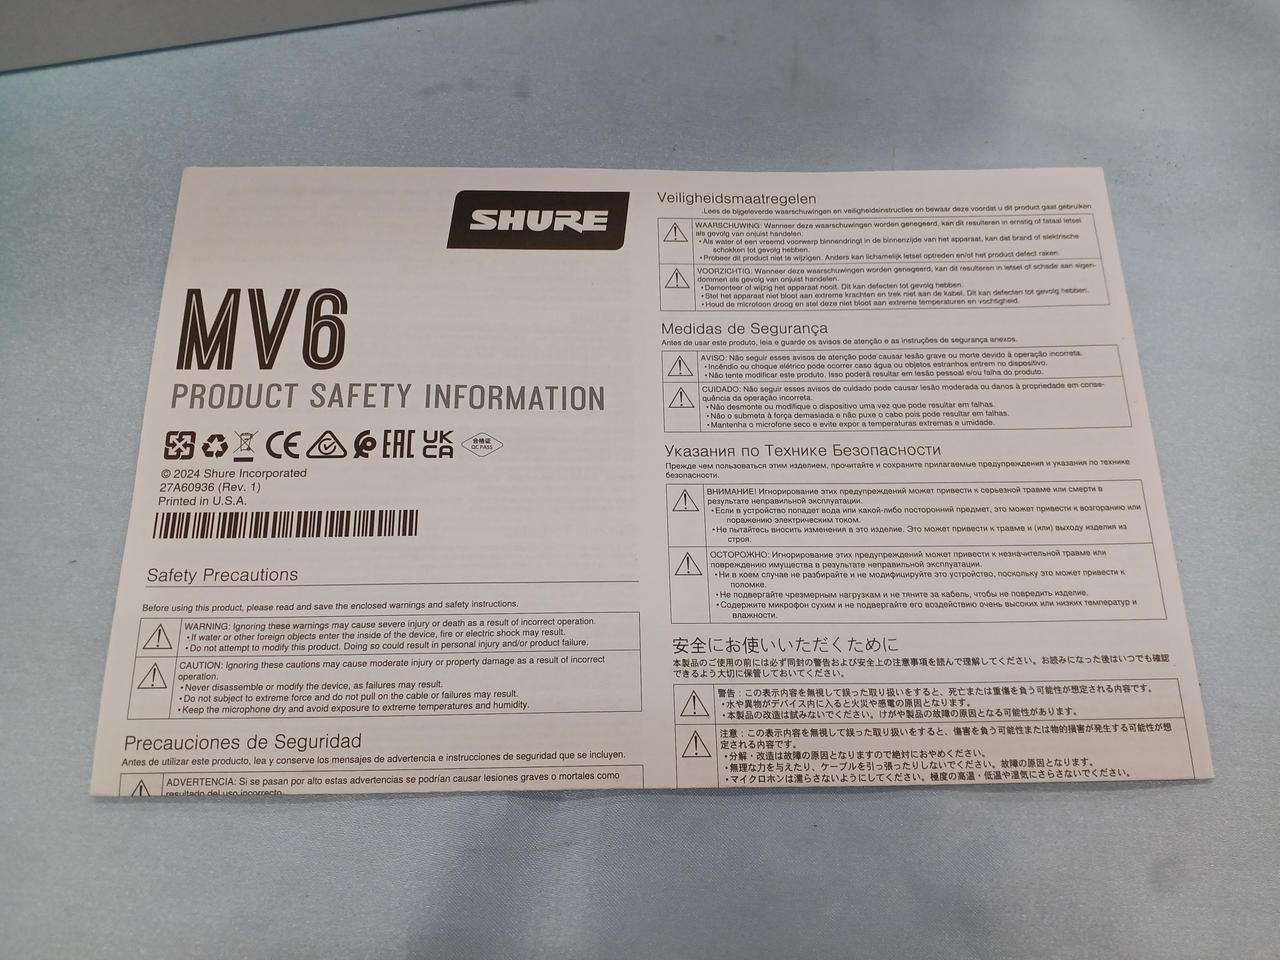 SHURE
MV6
PRODUCT SAFETY INFORMATION
CE
EAC
UK
CA
合格证
QC PASS
© 2024 Shure Incorporated
27A60936 (Rev. 1)
Printed in U.S.A.
Safety Precautions
Before using this product, please read and save the enclosed warnings and safety instructions.
WARNING: Ignoring these warnings may cause severe injury or death as a result of incorrect operation.
• If water or other foreign objects enter the inside of the device, fire or electric shock may result.
• Do not attempt to modify this product. Doing so could result in personal injury and/or product failure.
CAUTION: Ignoring these cautions may cause moderate injury or property damage as a result of incorrect
operation.
• Never disassemble or modify the device, as failures may result.
• Do not subject to extreme force and do not pull on the cable or failures may result.
• Keep the microphone dry and avoid exposure to extreme temperatures and humidity.
Precauciones de Seguridad
Antes de utilizar este producto, lea y conserve los mensajes de advertencia e instrucciones de seguridad que se incluyen.
ADVERTENCIA: Si se pasan por alto estas advertencias se podrían causar lesiones graves o mortales como
resultado del uso incorrecto.
Veiligheidsmaatregelen
Lees de bijgeleverde waarschuwingen en veiligheidsinstructies en bewaar deze voordat u dit product gaat gebruiken
WAARSCHUWING: Wanneer deze waarschuwingen worden genegeerd, kan dit resulteren in ernstig of fataal letsel
als gevolg van onjuist handelen.
• Als water of een vreemd voorwerp binnendringt in de binnenzijde van het apparaat, kan dat brand of elektrische
schokken tot gevolg hebben.
• Probeer dit product niet te wijzigen. Anders kan lichamelijk letsel optreden en/of het product defect raken.
VOORZICHTIG: Wanneer deze waarschuwingen worden genegeerd, kan dit resulteren in letsel of schade aan eigen-
dommen als gevolg van onjuist handelen.
• Demonteer of wijzig het apparaat nooit. Dit kan defecten tot gevolg hebben.
• Stel het apparaat niet bloot aan extreme krachten en trek niet aan de kabel. Dit kan defecten tot gevolg hebben.
• Houd de microfoon droog en stel deze niet bloot aan extreme temperaturen en vochtigheid.
Medidas de Segurança
Antes de usar este produto, leia e guarde os avisos de atenção e as instruções de segurança anexos.
AVISO: Não seguir esses avisos de atenção pode causar lesão grave ou morte devido à operação incorreta.
• Incêndio ou choque elétrico pode ocorrer caso água ou objetos estranhos entrem no dispositivo.
• Não tente modificar este produto. Isso poderá resultar em lesão pessoal e/ou falha do produto.
CUIDADO: Não seguir esses avisos de cuidado pode causar lesão moderada ou danos à propriedade em conse-
quência da operação incorreta.
• Não desmonte ou modifique o dispositivo uma vez que pode resultar em falhas.
• Não o submeta à força demasiada e não puxe o cabo pois pode resultar em falhas.
• Mantenha o microfone seco e evite expor a temperaturas extremas e umidade.
Указания по Технике Безопасности
Прежде чем пользоваться этим изделием, прочитайте и сохраните прилагаемые предупреждения и указания по технике
безопасности.
ВНИМАНИЕ! Игнорирование этих предупреждений может привести к серьезной травме или смерти в
результате неправильной эксплуатации.
• Если в устройство попадет вода или какой-либо посторонний предмет, это может привести к возгоранию или
поражению электрическим током.
• Не пытайтесь вносить изменения в это изделие. Это может привести к травме и (или) выходу изделия из
строя.
ОСТОРОЖНО: Игнорирование этих предупреждений может привести к незначительной травме или
повреждению имущества в результате неправильной эксплуатации.
• Ни в коем случае не разбирайте и не модифицируйте это устройство, поскольку это может привести к
поломке.
• Не подвергайте чрезмерным нагрузкам и не тяните за кабель, чтобы не повредить изделие.
• Содержите микрофон сухим и не подвергайте его воздействию очень высоких или низких температур и
влажности.
安全にお使いいただくために
本製品のご使用の前には必ず同封の警告および安全上の注意事項を読んで理解してください。お読みになった後はいつでも確認
できるよう大切に保管しておいてください。
警告：この表示内容を無視して誤った取り扱いをすると、死亡または重傷を負う可能性が想定される内容です。
・水や異物がデバイス内に入ると火災や感電の原因となります。
・本製品の改造は試みないでください。けがや製品の故障の原因となる可能性があります。
注意：この表示内容を無視して誤った取り扱いをすると、傷害を負う可能性または物的損害が発生する可能性が想
定される内容です。
・分解・改造は故障の原因となりますので絶対におやめください。
・無理な力を与えたり、ケーブルを引っ張ったりしないでください。故障の原因となります。
・マイクロホンは濡らさないようにしてください。極度の高温・低温や湿気にさらさないでください。